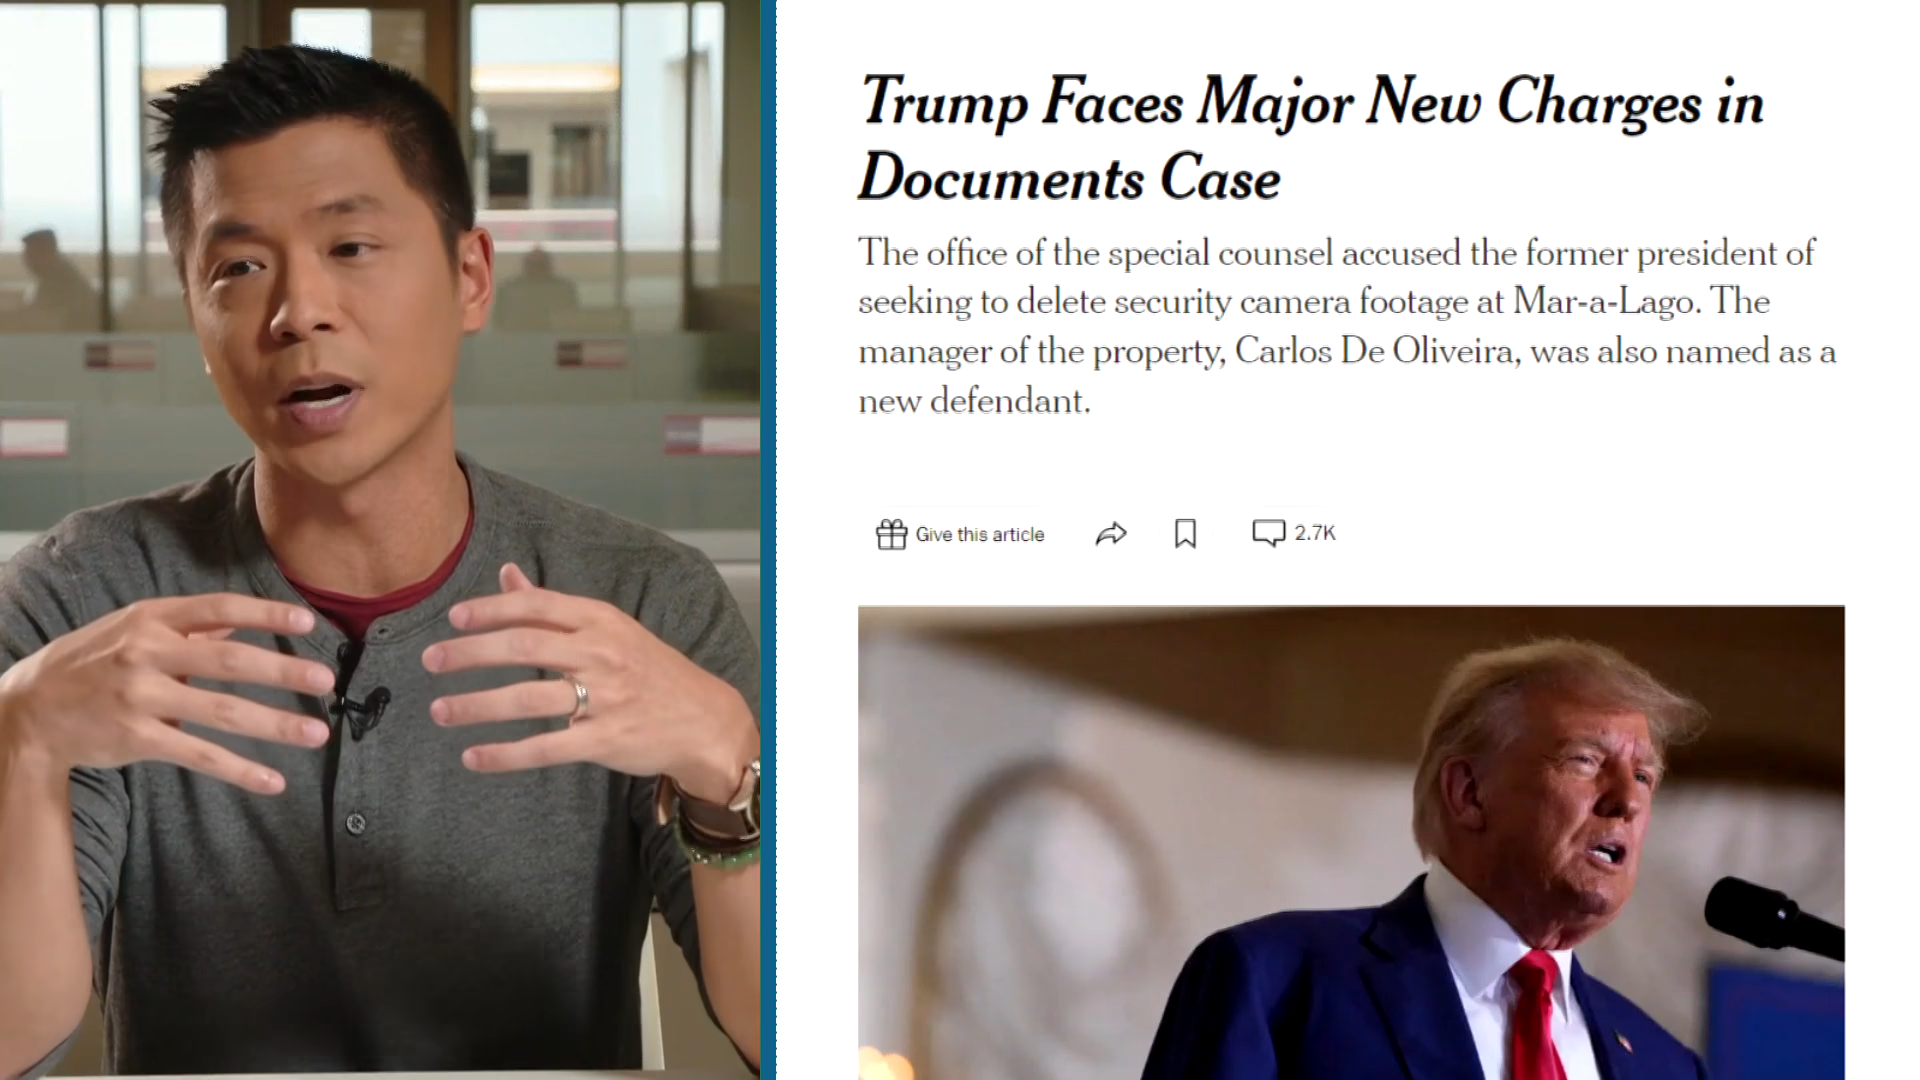 Trump Faces Major New Charges in
Documents Case
The office of the special counsel accused the former president of
seeking to delete security camera footage at Mar-a-Lago. The
manager of the property, Carlos De Oliveira, was also named as a
new defendant.
Give this article
2.7K